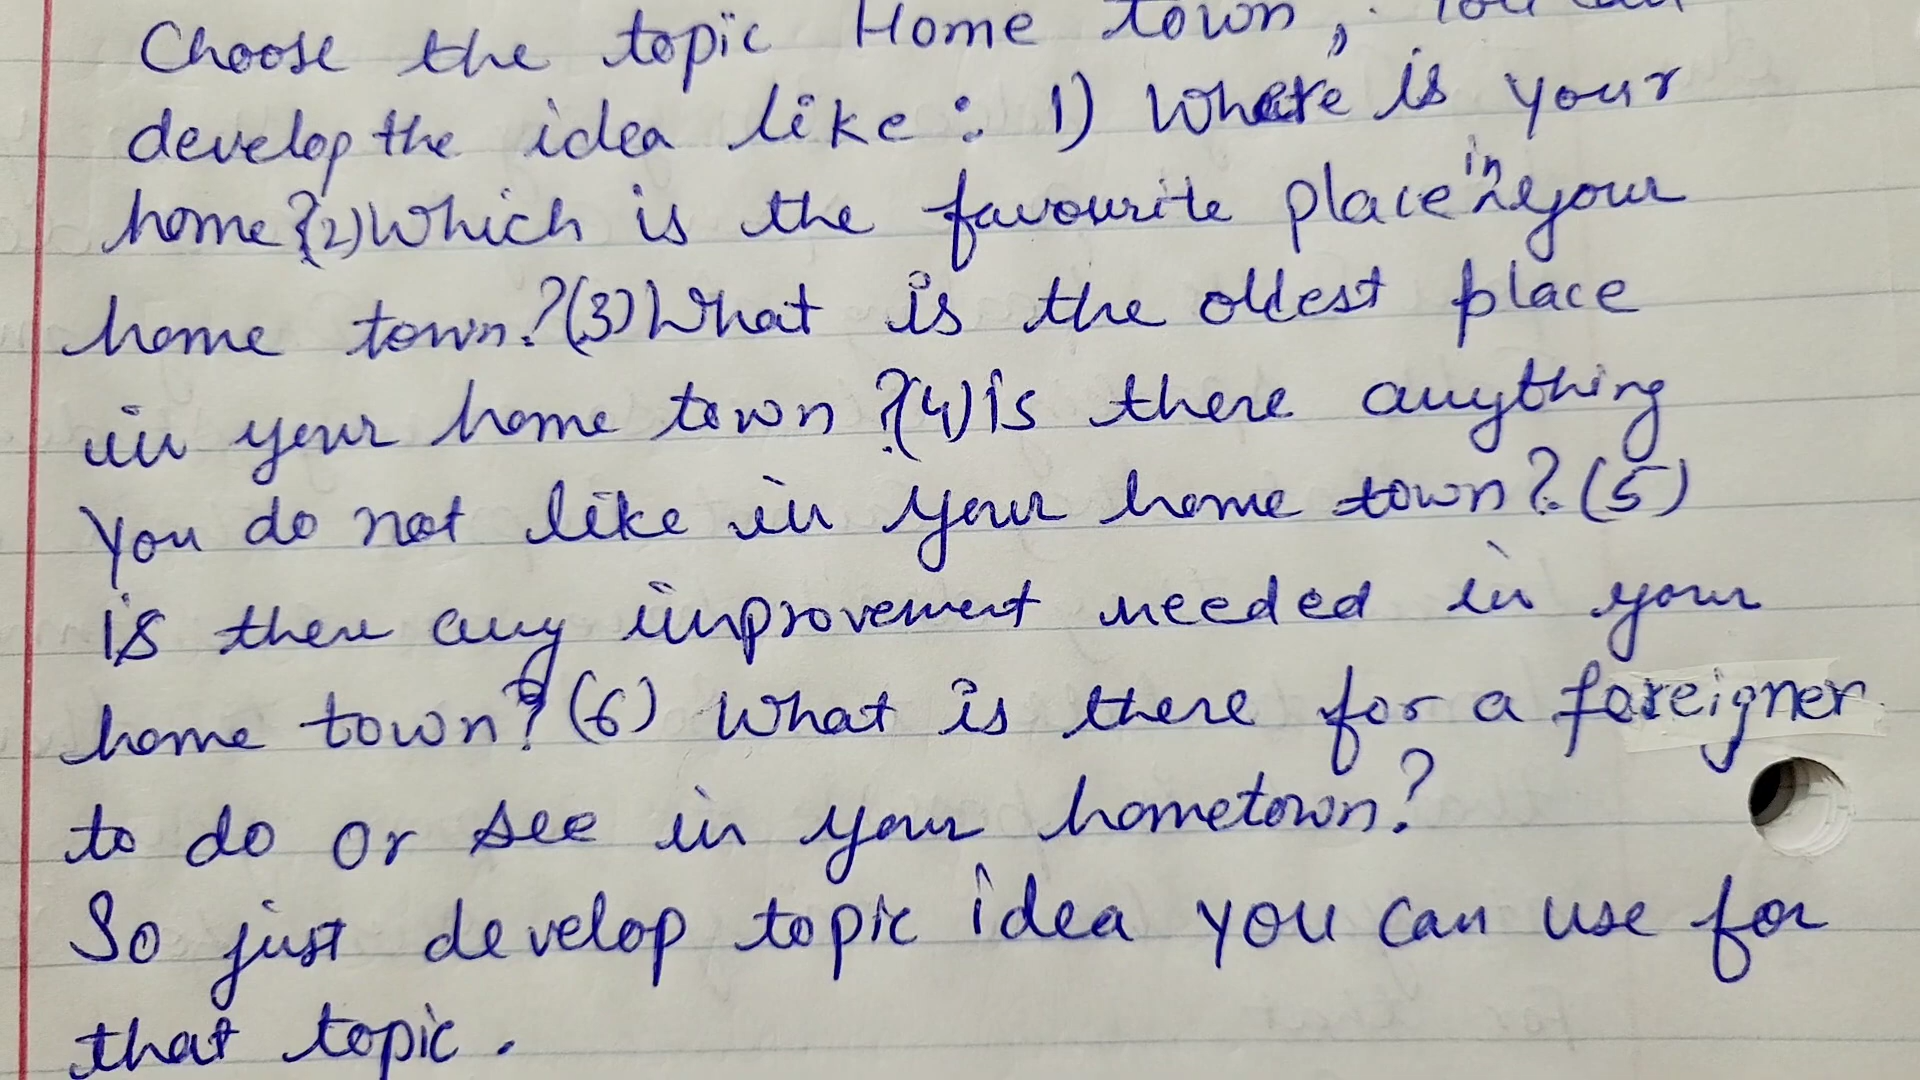 Choose the topic Home town, You can
develop the idea like: 1) Where is your
home?(2) Which is the favourite place in your
home town?(3) What is the oldest place
in your home town?(4) is there anything
You do not like in your home town?(5)
is there any improvement needed in your
home town?(6) What is there for a foreigner
to do or see in your hometown?
So just develop topic idea you can use for
that topic.